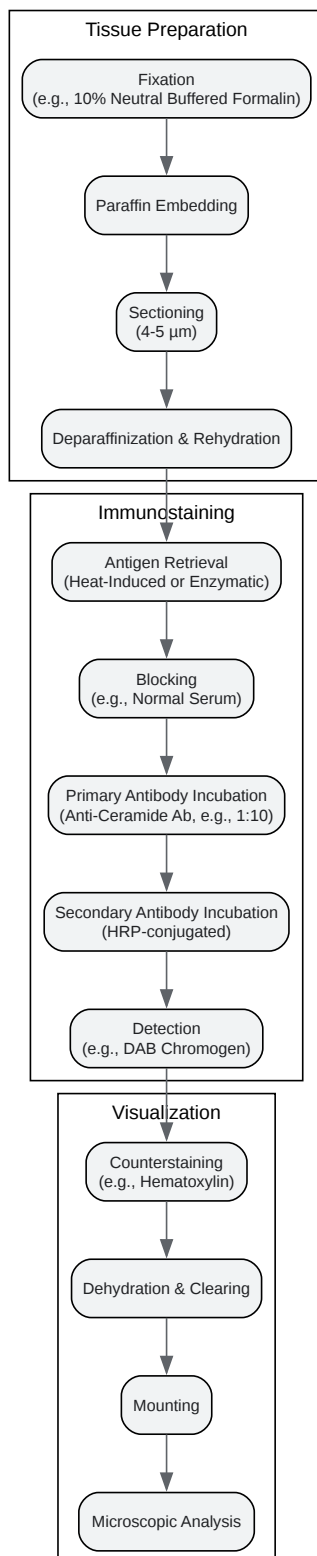 Tissue Preparation
Fixation
(e.g., 10% Neutral Buffered Formalin)
Paraffin Embedding
Sectioning
(4-5 µm)
Deparaffinization & Rehydration
Immunostaining
Antigen Retrieval
(Heat-Induced or Enzymatic)
Blocking
(e.g., Normal Serum)
Primary Antibody Incubation
(Anti-Ceramide Ab, e.g., 1:10)
Secondary Antibody Incubation
(HRP-conjugated)
Detection
(e.g., DAB Chromogen)
Visualization
Counterstaining
(e.g., Hematoxylin)
Dehydration & Clearing
Mounting
Microscopic Analysis